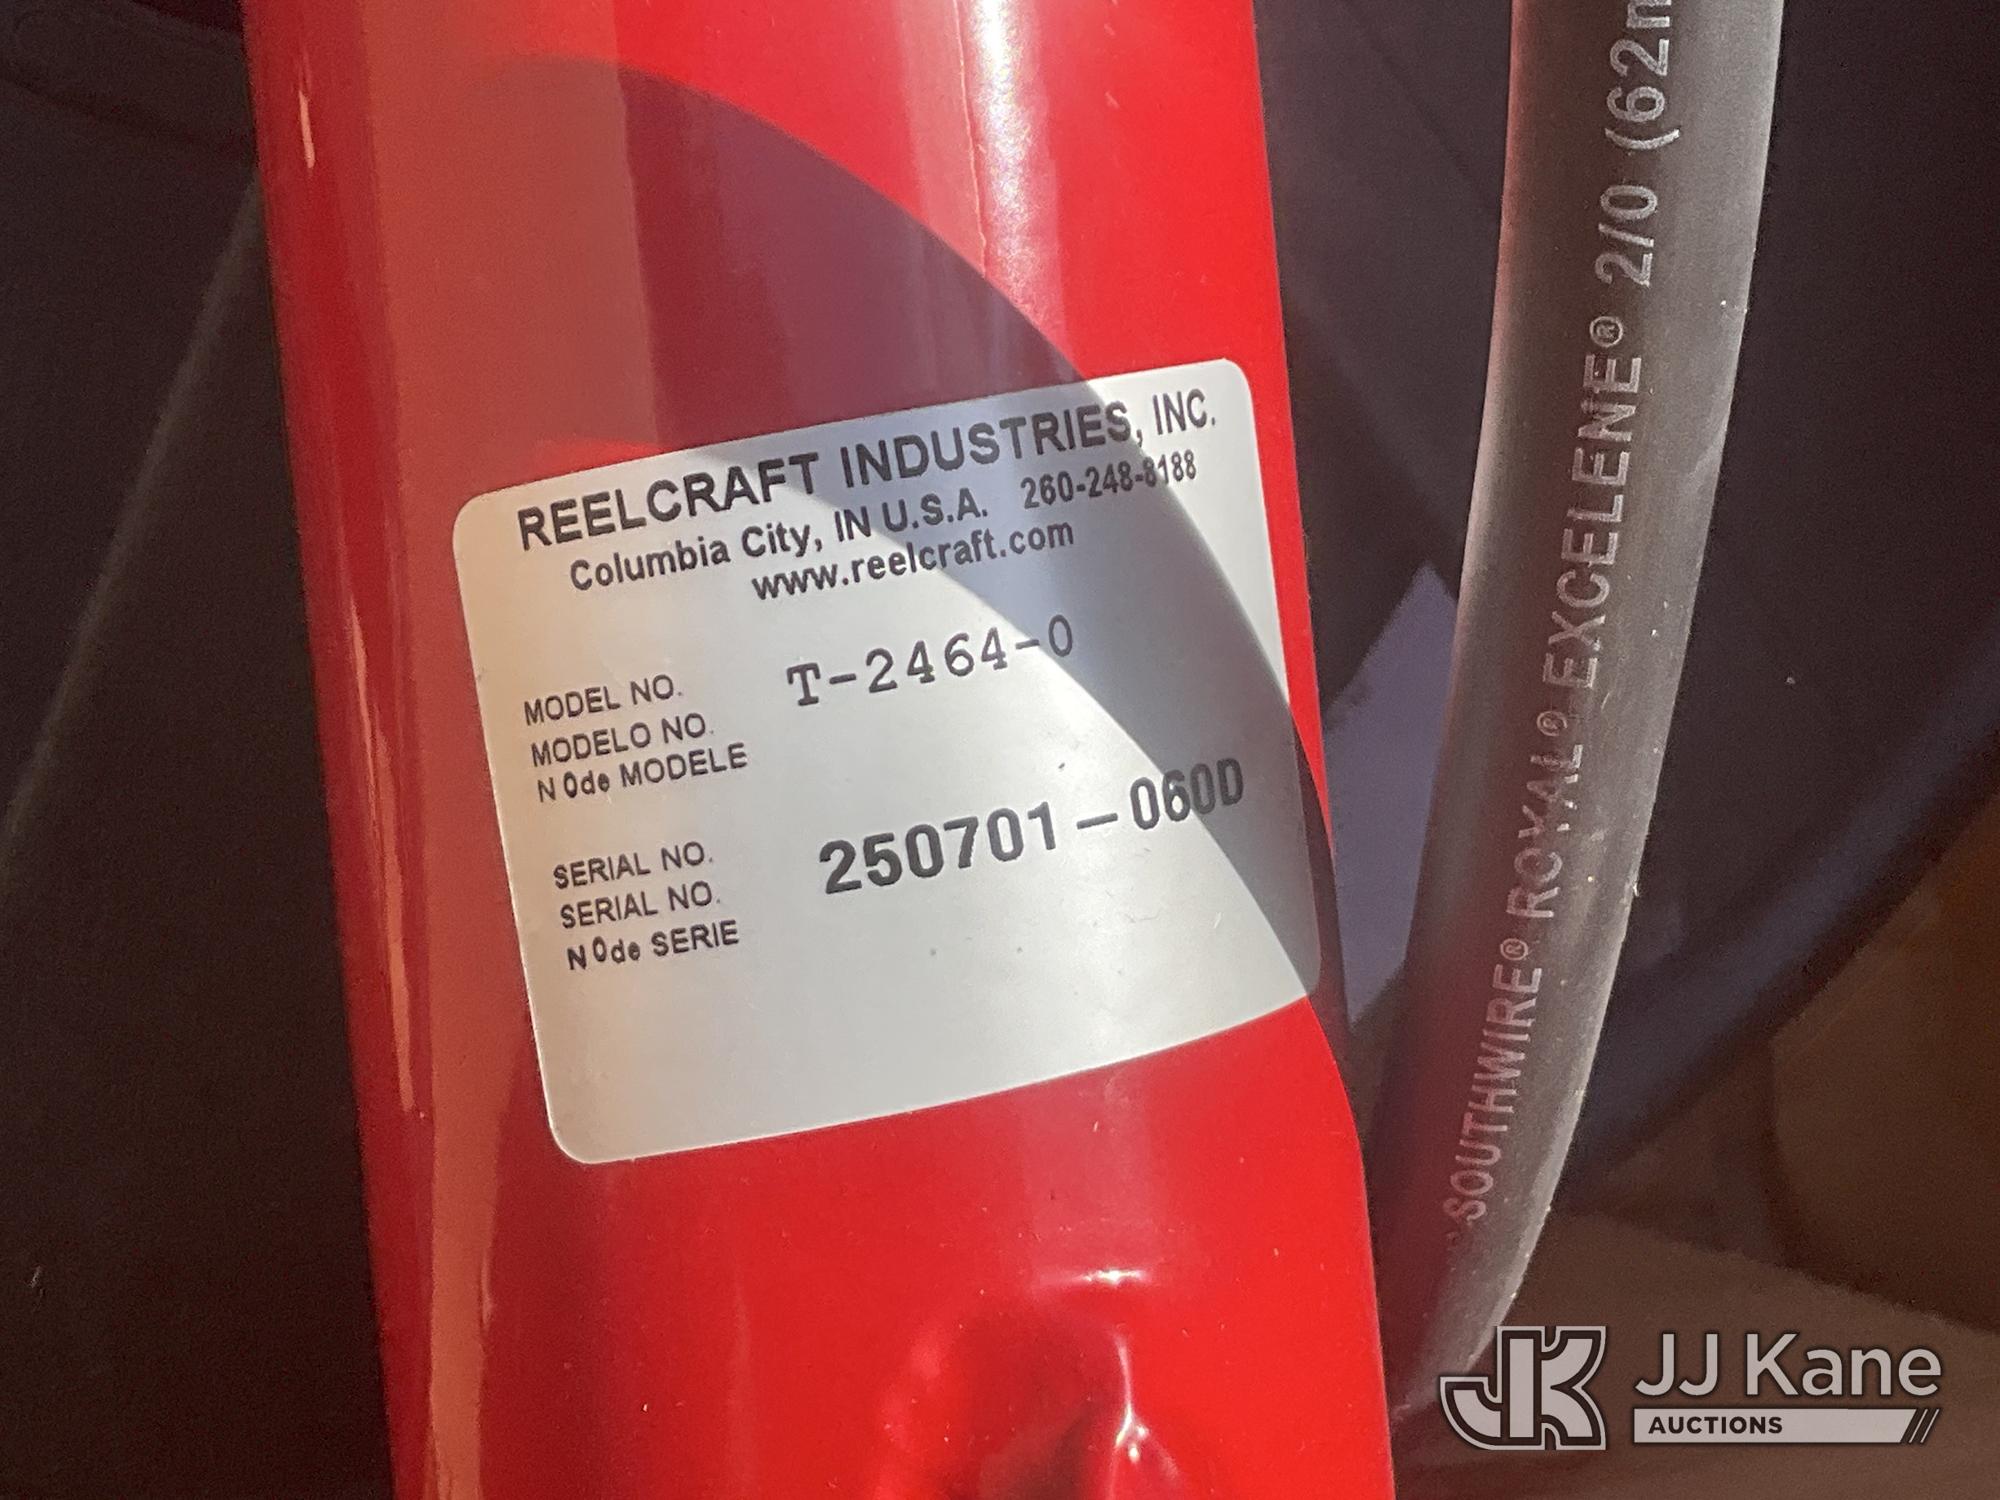 REELCRAFT INDUSTRIES, INC.
Columbia City, IN U.S.A. 260-248-8188
www.reelcraft.com
MODEL NO. T-2464-0
MODELO NO.
N 0de MODELE
SERIAL NO. 250701-060D
SERIAL NO.
N 0de SERIE
SOUTHWIRE® ROYAL® EXCELENE® 2/0 (62m
JK JJ Kane
AUCTIONS